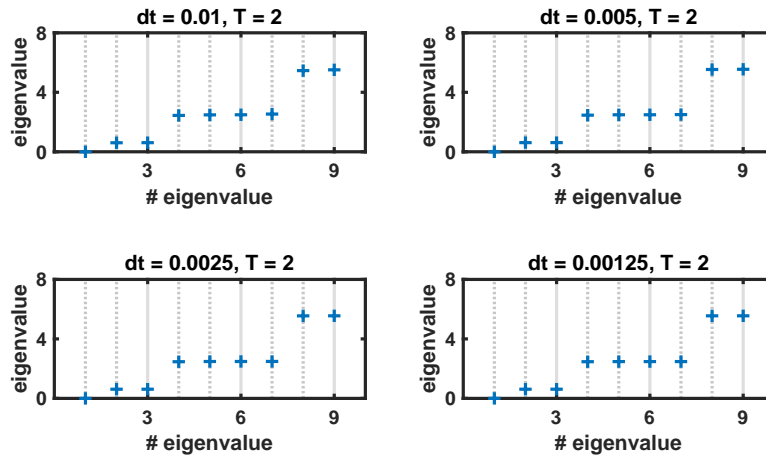 dt = 0.01, T = 2
8
4
0
eigenvalue
3
6
9
# eigenvalue
dt = 0.005, T = 2
8
4
0
eigenvalue
3
6
9
# eigenvalue
dt = 0.0025, T = 2
8
4
0
eigenvalue
3
6
9
# eigenvalue
dt = 0.00125, T = 2
8
4
0
eigenvalue
3
6
9
# eigenvalue